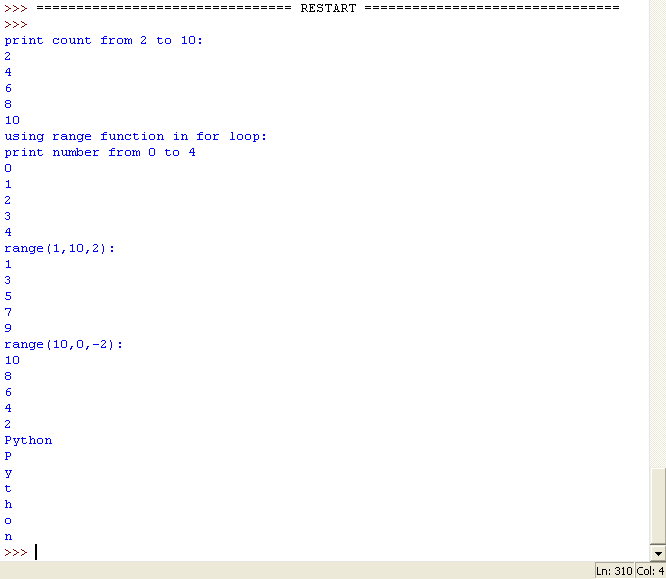 >>> ================================ RESTART ================================
>>>
print count from 2 to 10:
2
4
6
8
10
using range function in for loop:
print number from 0 to 4
0
1
2
3
4
range(1,10,2):
1
3
5
7
9
range(10,0,-2):
10
8
6
4
2
Python
P
y
t
h
o
n
>>>
Ln: 310 Col: 4